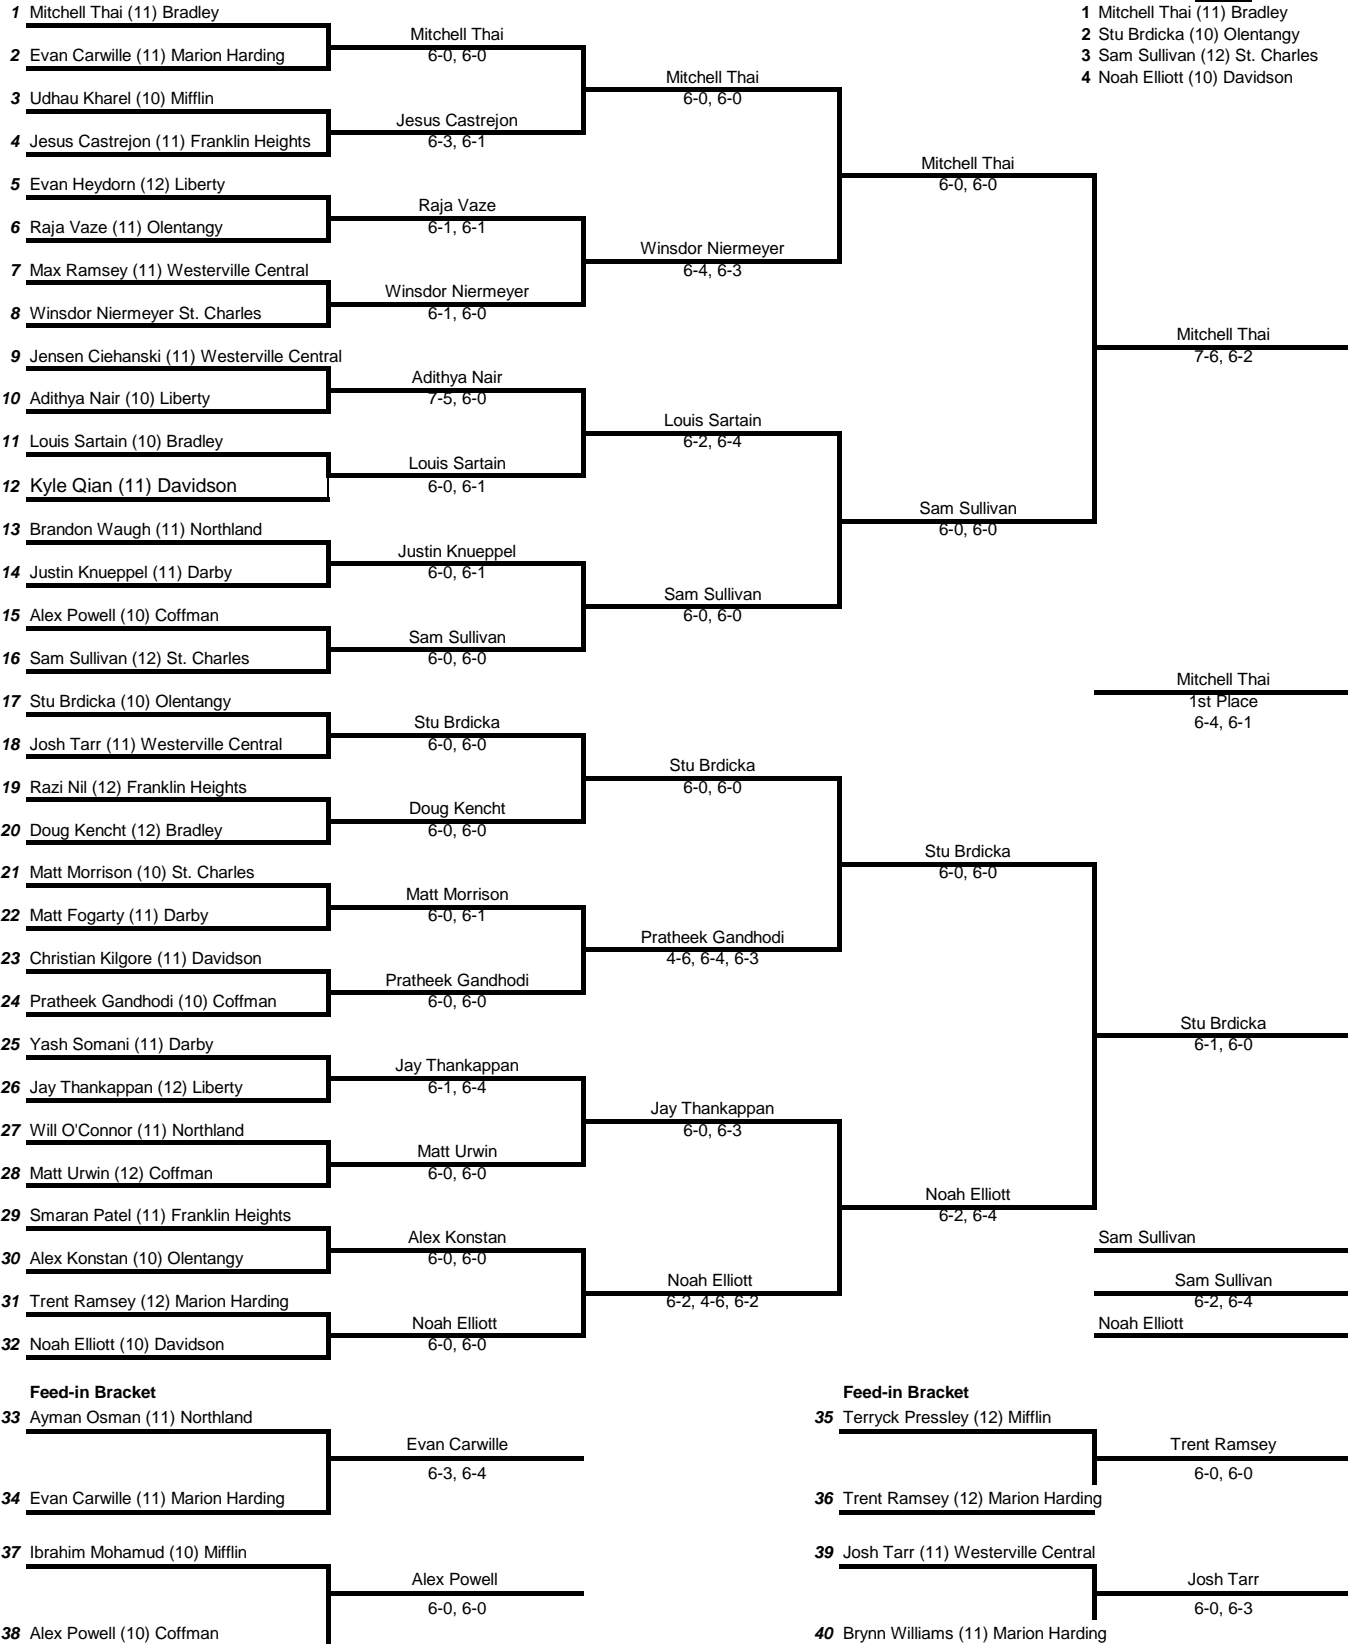 1 Mitchell Thai (11) Bradley
2 Evan Carwille (11) Marion Harding
3 Udhau Kharel (10) Mifflin
4 Jesus Castrejon (11) Franklin Heights
5 Evan Heydorn (12) Liberty
6 Raja Vaze (11) Olentangy
7 Max Ramsey (11) Westerville Central
8 Winsdor Niermeyer St. Charles
9 Jensen Ciehanski (11) Westerville Central
10 Adithya Nair (10) Liberty
11 Louis Sartain (10) Bradley
12 Kyle Qian (11) Davidson
13 Brandon Waugh (11) Northland
14 Justin Knueppel (11) Darby
15 Alex Powell (10) Coffman
16 Sam Sullivan (12) St. Charles
17 Stu Brdicka (10) Olentangy
18 Josh Tarr (11) Westerville Central
19 Razi Nil (12) Franklin Heights
20 Doug Kencht (12) Bradley
21 Matt Morrison (10) St. Charles
22 Matt Fogarty (11) Darby
23 Christian Kilgore (11) Davidson
24 Pratheek Gandhodi (10) Coffman
25 Yash Somani (11) Darby
26 Jay Thankappan (12) Liberty
27 Will O'Connor (11) Northland
28 Matt Urwin (12) Coffman
29 Smaran Patel (11) Franklin Heights
30 Alex Konstan (10) Olentangy
31 Trent Ramsey (12) Marion Harding
32 Noah Elliott (10) Davidson
Mitchell Thai
6-0, 6-0
Jesus Castrejon
6-3, 6-1
Raja Vaze
6-1, 6-1
Winsdor Niermeyer
6-1, 6-0
Adithya Nair
7-5, 6-0
Louis Sartain
6-0, 6-1
Justin Knueppel
6-0, 6-1
Sam Sullivan
6-0, 6-0
Stu Brdicka
6-0, 6-0
Doug Kencht
6-0, 6-0
Matt Morrison
6-0, 6-1
Pratheek Gandhodi
6-0, 6-0
Jay Thankappan
6-1, 6-4
Matt Urwin
6-0, 6-0
Alex Konstan
6-0, 6-0
Noah Elliott
6-0, 6-0
Mitchell Thai
6-0, 6-0
Winsdor Niermeyer
6-4, 6-3
Louis Sartain
6-2, 6-4
Sam Sullivan
6-0, 6-0
Stu Brdicka
6-0, 6-0
Pratheek Gandhodi
4-6, 6-4, 6-3
Jay Thankappan
6-0, 6-3
Noah Elliott
6-2, 4-6, 6-2
Mitchell Thai
6-0, 6-0
Sam Sullivan
6-0, 6-0
Stu Brdicka
6-0, 6-0
Noah Elliott
6-2, 6-4
1 Mitchell Thai (11) Bradley
2 Stu Brdicka (10) Olentangy
3 Sam Sullivan (12) St. Charles
4 Noah Elliott (10) Davidson
Mitchell Thai
7-6, 6-2
Mitchell Thai
1st Place
6-4, 6-1
Stu Brdicka
6-1, 6-0
Sam Sullivan
Sam Sullivan
6-2, 6-4
Noah Elliott
Feed-in Bracket
33 Ayman Osman (11) Northland
Evan Carwille
6-3, 6-4
34 Evan Carwille (11) Marion Harding
37 Ibrahim Mohamud (10) Mifflin
Alex Powell
6-0, 6-0
38 Alex Powell (10) Coffman
Feed-in Bracket
35 Terryck Pressley (12) Mifflin
Trent Ramsey
6-0, 6-0
36 Trent Ramsey (12) Marion Harding
39 Josh Tarr (11) Westerville Central
Josh Tarr
6-0, 6-3
40 Brynn Williams (11) Marion Harding